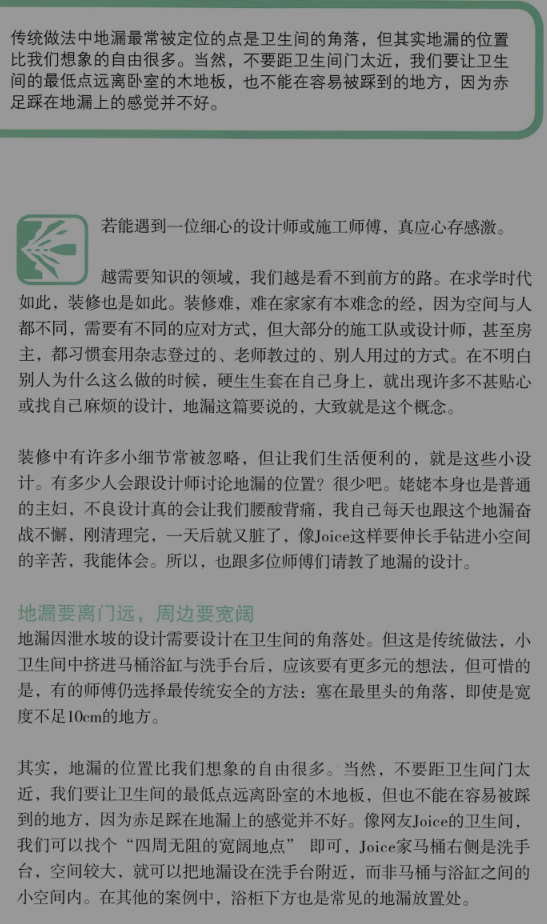 传统做法中地漏最常被定位的点是卫生间的角落，但其实地漏的位置
比我们想象的自由很多。当然，不要距卫生间门太近，我们要让卫生
间的最低点远离卧室的木地板，也不能在容易被踩到的地方，因为赤
足踩在地漏上的感觉并不好。
若能遇到一位细心的设计师或施工师傅，真应心存感激。
越需要知识的领域，我们越是看不到前方的路。在求学时代
如此，装修也是如此。装修难，难在家家有本难念的经，因为空间与人
都不同，需要有不同的应对方式，但大部分的施工队或设计师，甚至房
主，都习惯套用杂志登过的、老师教过的、别人用过的方式。在不明白
别人为什么这么做的时候，硬生生套在自己身上，就出现许多不甚贴心
或找自己麻烦的设计，地漏这篇要说的，大致就是这个概念。
装修中有许多小细节常被忽略，但让我们生活便利的，就是这些小设
计。有多少人会跟设计师讨论地漏的位置？很少吧。姥姥本身也是普通
的主妇，不良设计真的会让我们腰酸背痛，我自己每天也跟这个地漏奋
战不懈，刚清理完，一天后就又脏了，像Joice这样要伸长手钻进小空间
的辛苦，我能体会。所以，也跟多位师傅们请教了地漏的设计。
地漏要离门远，周边要宽阔
地漏因泄水坡的设计需要设计在卫生间的角落处。但这是传统做法，小
卫生间中挤进马桶浴缸与洗手台后，应该要有更多元的想法，但可惜的
是，有的师傅仍选择最传统安全的方法：塞在最里头的角落，即使是宽
度不足10cm的地方。
其实，地漏的位置比我们想象的自由很多。当然，不要距卫生间门太
近，我们要让卫生间的最低点远离卧室的木地板，但也不能在容易被踩
到的地方，因为赤足踩在地漏上的感觉并不好。像网友Joice的卫生间，
我们可以找个“四周无阻的宽阔地点” 即可，Joice家马桶右侧是洗手
台，空间较大，就可以把地漏设在洗手台附近，而非马桶与浴缸之间的
小空间内。在其他的案例中，浴柜下方也是常见的地漏放置处。